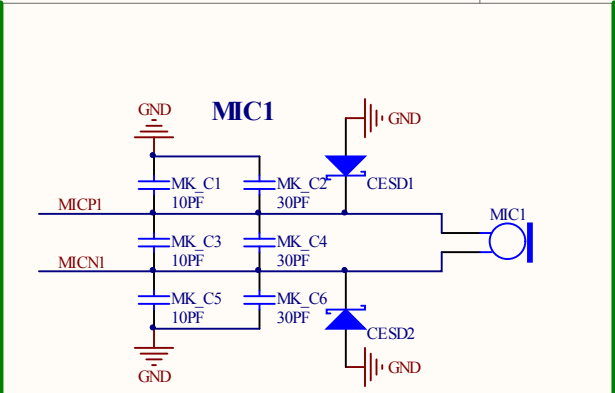 GND
MIC1
GND
MK_C1
10PF
MK_C2
30PF
CESD1
MICP1
MIC1
MK_C3
10PF
MK_C4
30PF
MICN1
MK_C5
10PF
MK_C6
30PF
CESD2
GND
GND